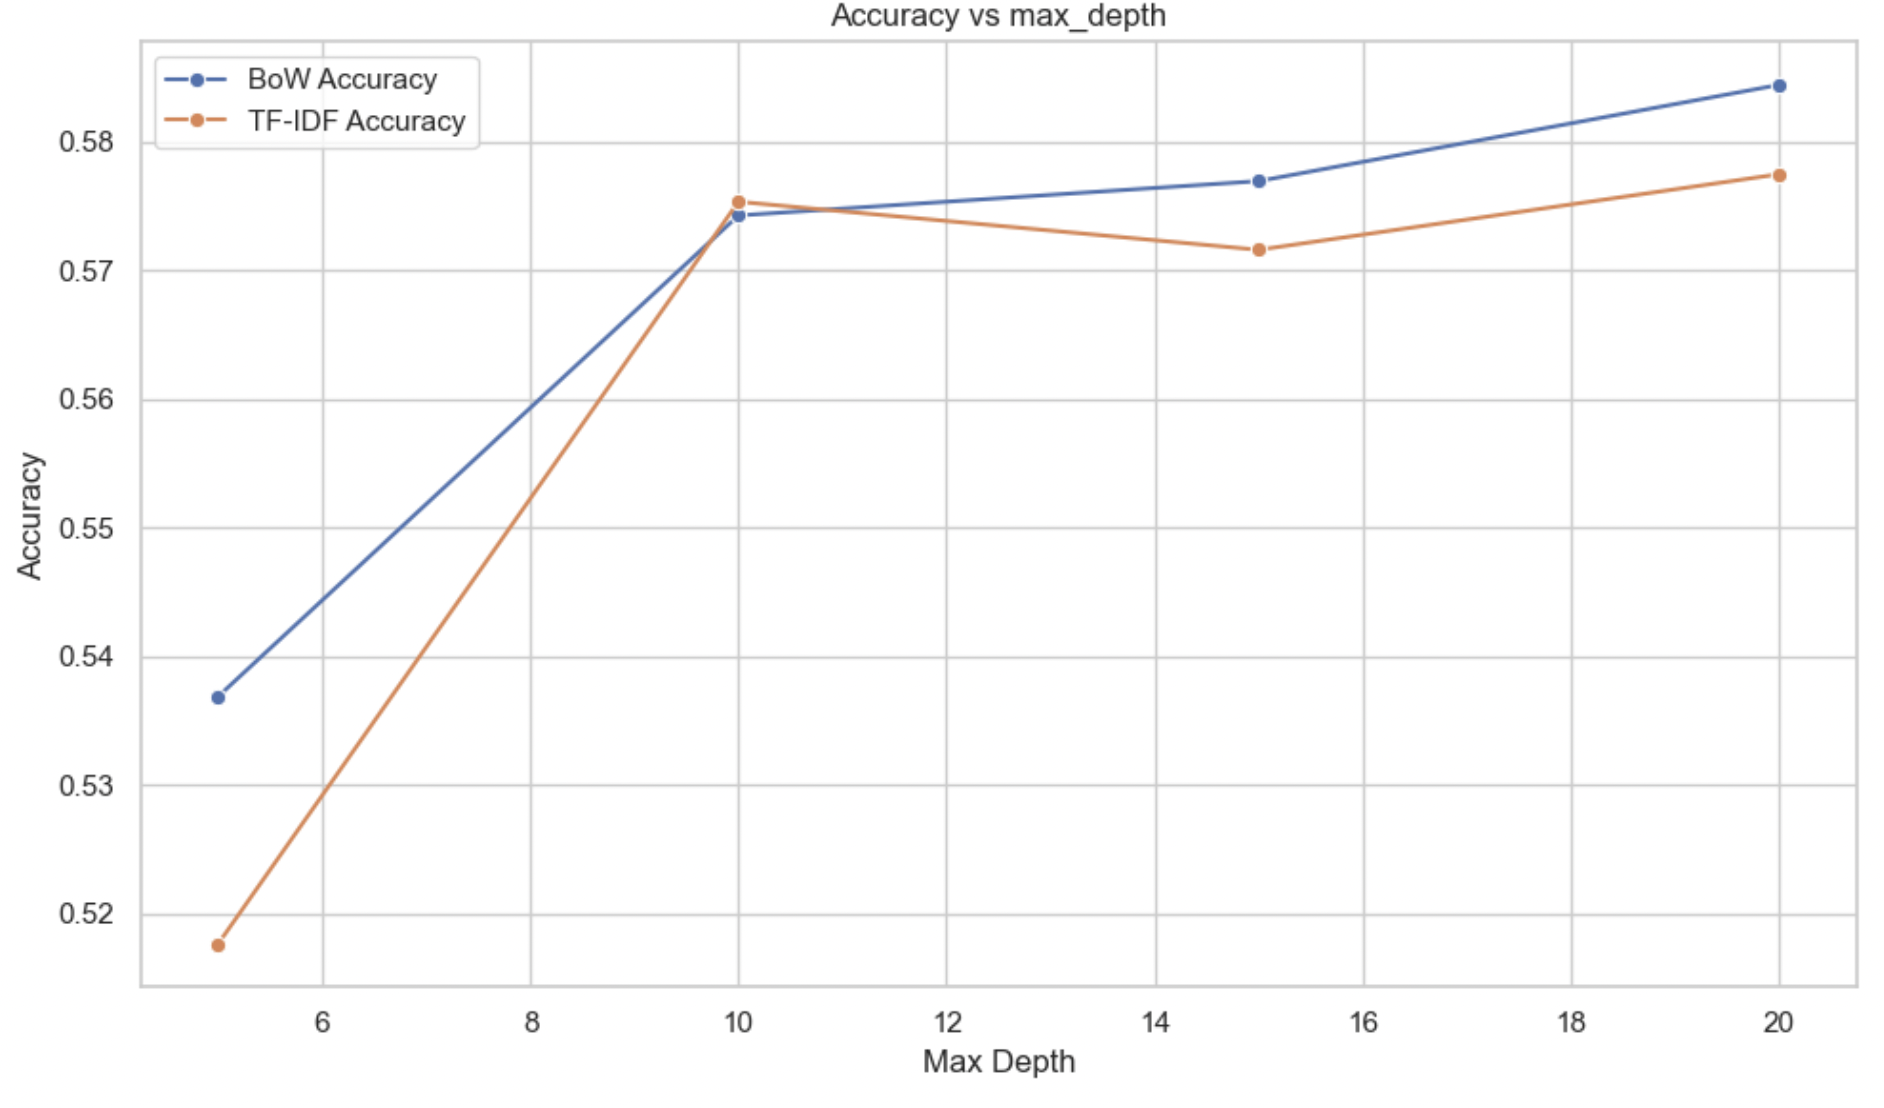 Accuracy vs max_depth
BoW Accuracy
TF-IDF Accuracy
0.58
0.57
0.56
0.55
0.54
0.53
0.52
Accuracy
6 8 10 12 14 16 18 20
Max Depth